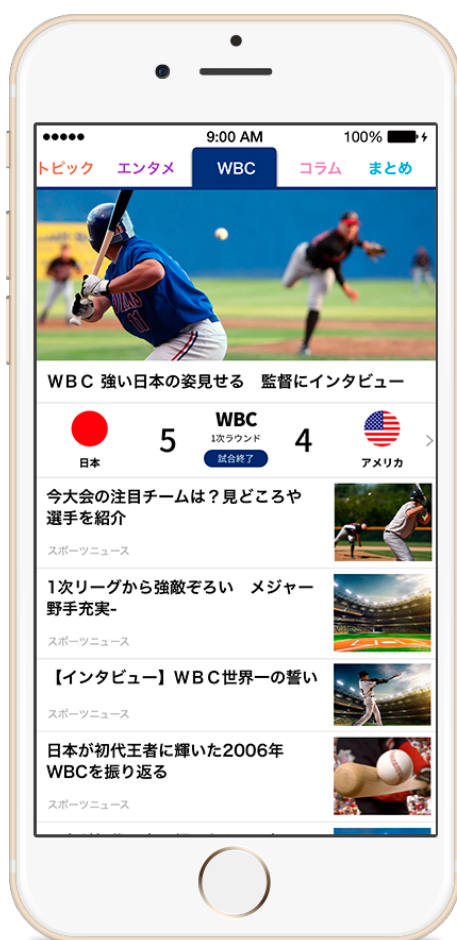 9:00 AM 100%
トピック エンタメ WBC コラム まとめ
11
WBC 強い日本の姿見せる 監督にインタビュー
WBC
1次ラウンド
5 4
試合終了
日本 アメリカ
今大会の注目チームは?見どころや
選手を紹介
スポーツニュース
1次リーグから強敵ぞろい メジャー
野手充実-
スポーツニュース
【インタビュー】WBC世界一の誓い
スポーツニュース
日本が初代王者に輝いた2006年
WBCを振り返る
スポーツニュース